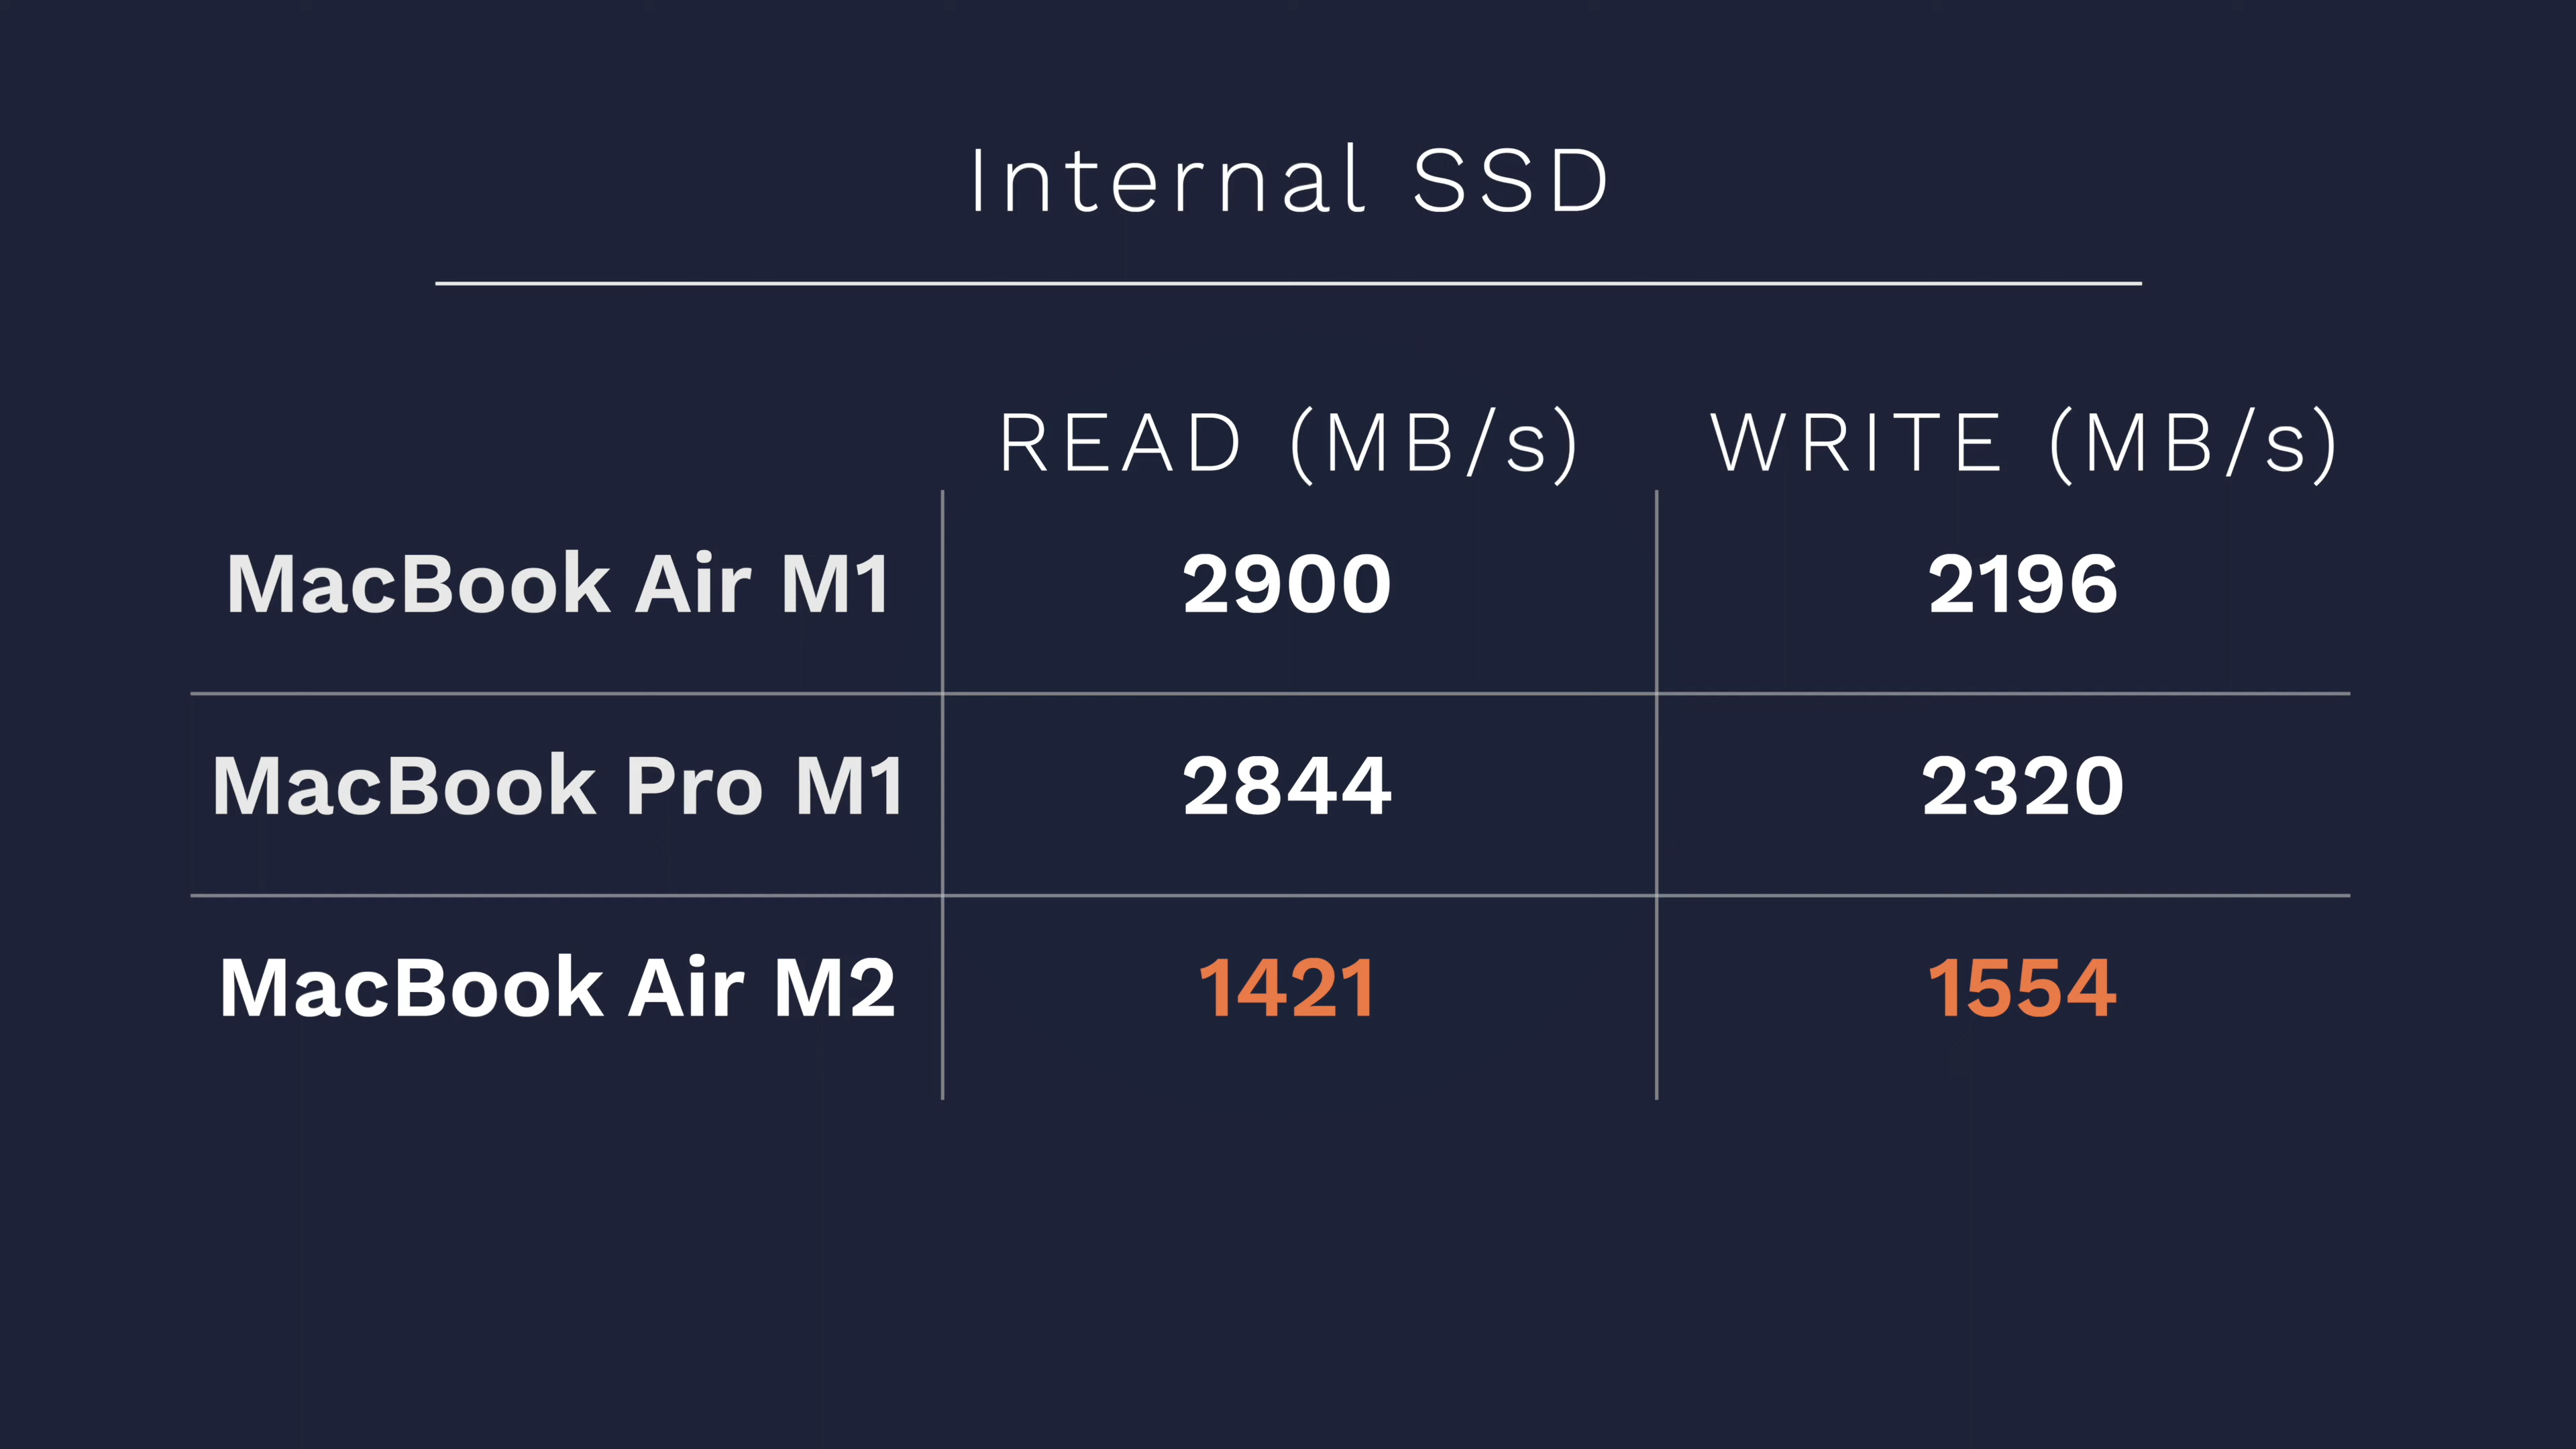 Internal SSD
READ (MB/s) WRITE (MB/s)
MacBook Air M1 2900 2196
MacBook Pro M1 2844 2320
MacBook Air M2 1421 1554